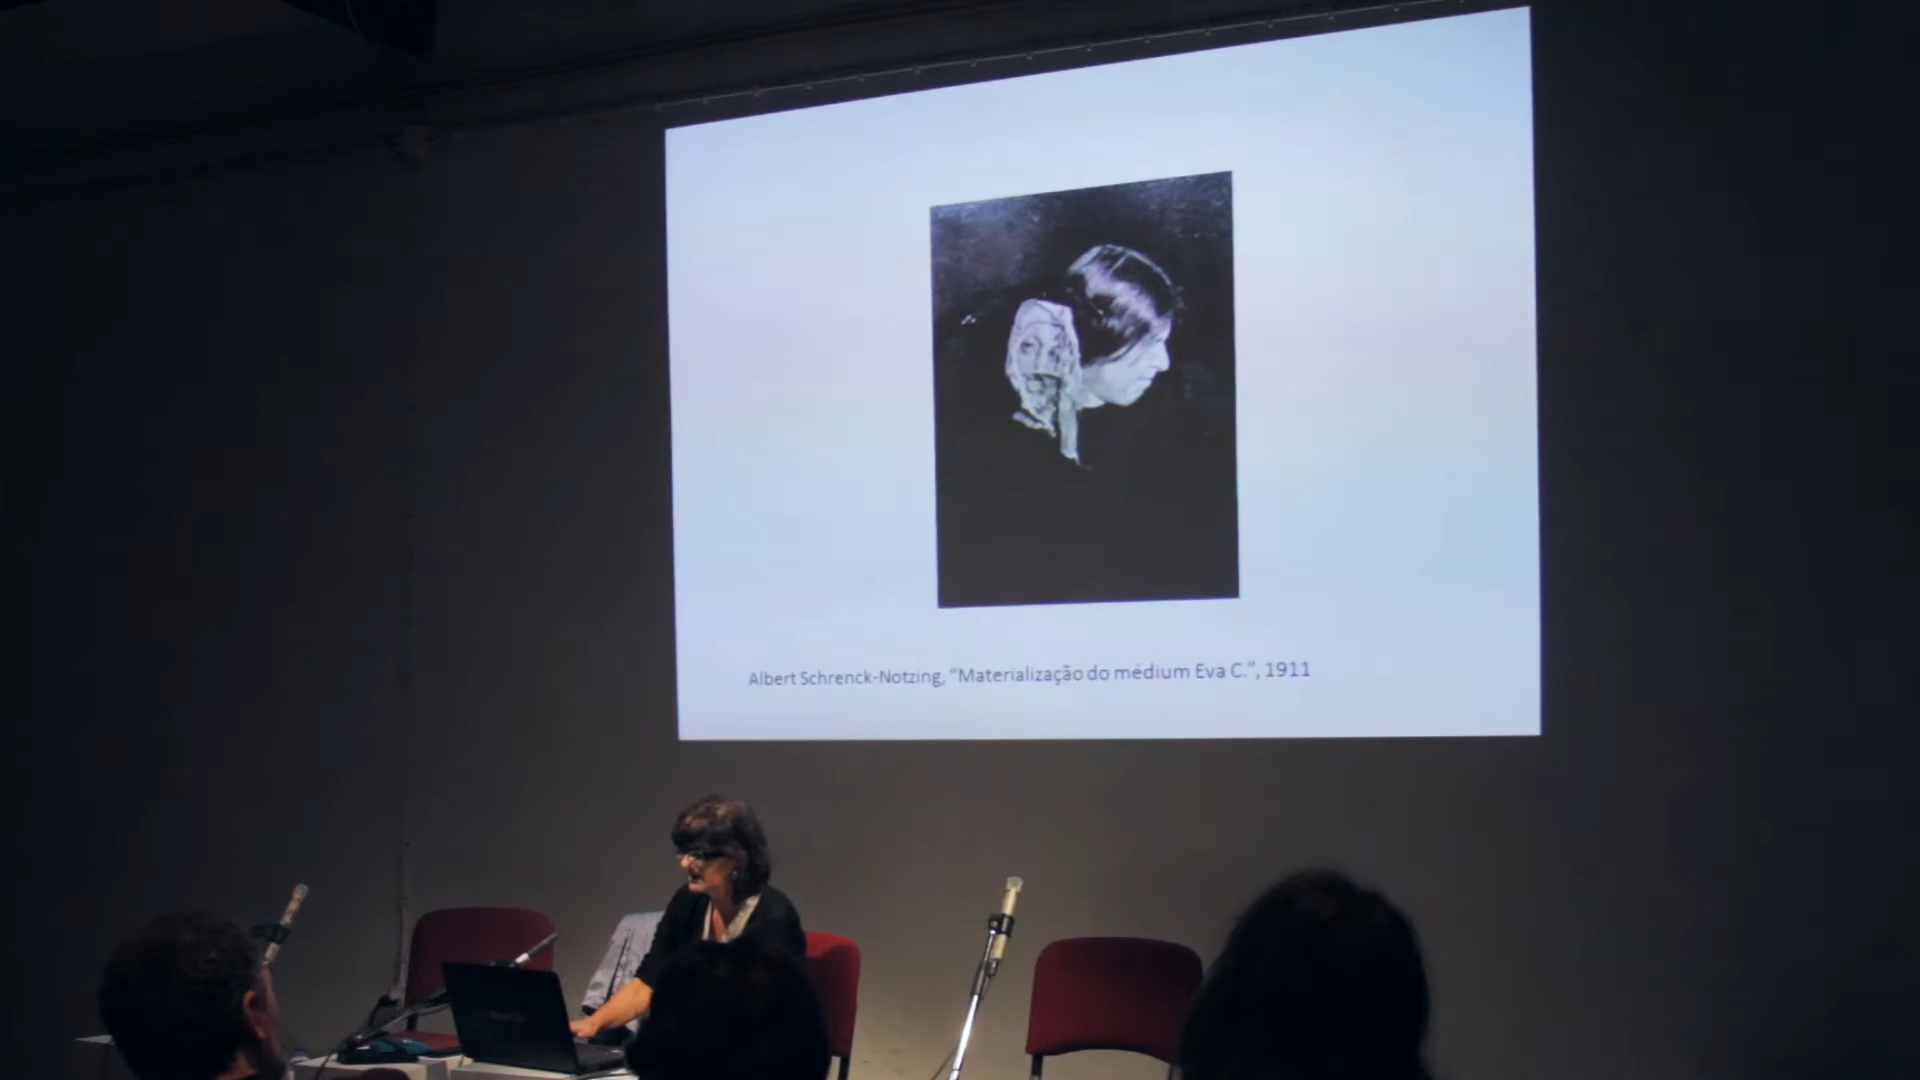 Albert Schrenck-Notzing, “Materialização do médium Eva C.”, 1911